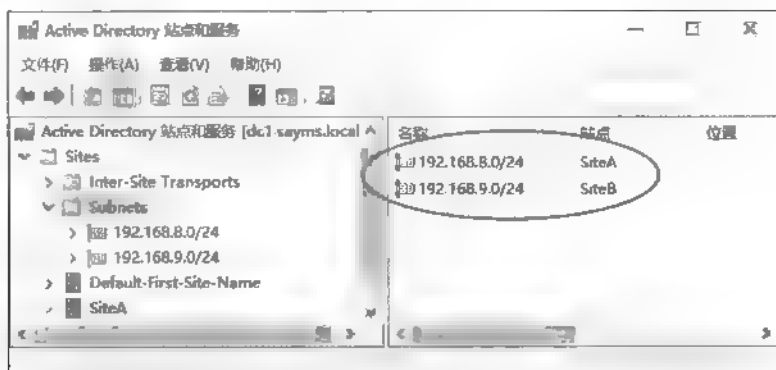 Active Directory 站点和服务
文件(F) 操作(A) 查看(V) 帮助(H)
Active Directory 站点和服务 [dc1.sayms.local
Sites
Inter-Site Transports
Subnets
192.168.8.0/24
192.168.9.0/24
Default-First-Site-Name
SiteA
名称 站点 位置
192.168.8.0/24 SiteA
192.168.9.0/24 SiteB